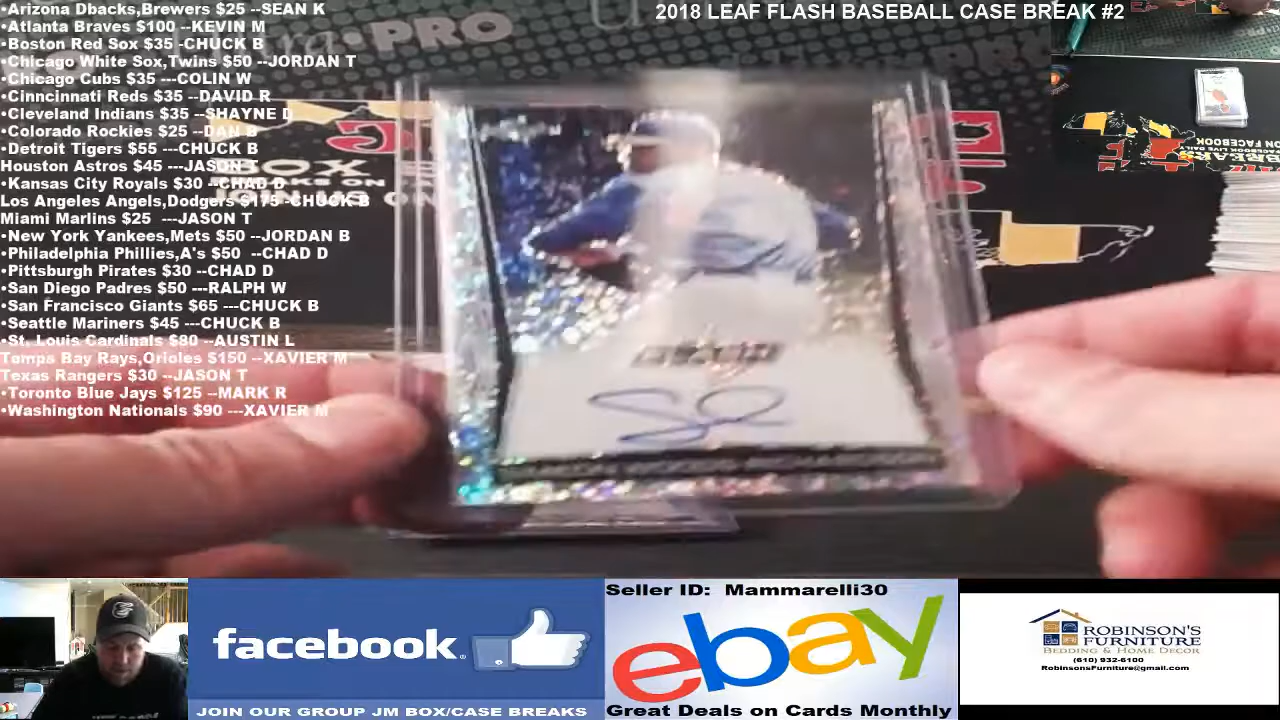 •Arizona Dbacks,Brewers $25 --SEAN K
•Atlanta Braves $100 --KEVIN M
•Boston Red Sox $35 -CHUCK B
•Chicago White Sox,Twins $50 --JORDAN T
•Chicago Cubs $35 ---COLIN W
•Cinncinnati Reds $35 --DAVID R
•Cleveland Indians $35 --SHAYNE D
•Colorado Rockies $25 --DAN B
•Detroit Tigers $55 --CHUCK B
Houston Astros $45 ---JASON T
•Kansas City Royals $30 --CHAD D
Los Angeles Angels,Dodgers $175 -CHUCK B
Miami Marlins $25 ---JASON T
•New York Yankees,Mets $50 --JORDAN B
•Philadelphia Phillies,A's $50 --CHAD D
•Pittsburgh Pirates $30 --CHAD D
•San Diego Padres $50 ---RALPH W
•San Francisco Giants $65 ---CHUCK B
•Seattle Mariners $45 ---CHUCK B
•St. Louis Cardinals $80 --AUSTIN L
Tampa Bay Rays,Orioles $150 --XAVIER M
Texas Rangers $30 --JASON T
•Toronto Blue Jays $125 --MARK R
•Washington Nationals $90 ---XAVIER M
2018 LEAF FLASH BASEBALL CASE BREAK #2
PRO
BOX
facebook
JOIN OUR GROUP JM BOX/CASE BREAKS
Seller ID: Mammarelli30
ebay
Great Deals on Cards Monthly
ROBINSON'S
FURNITURE
BEDDING & HOME DECOR
(610) 932-6100
RobinsonsFurniture@gmail.com